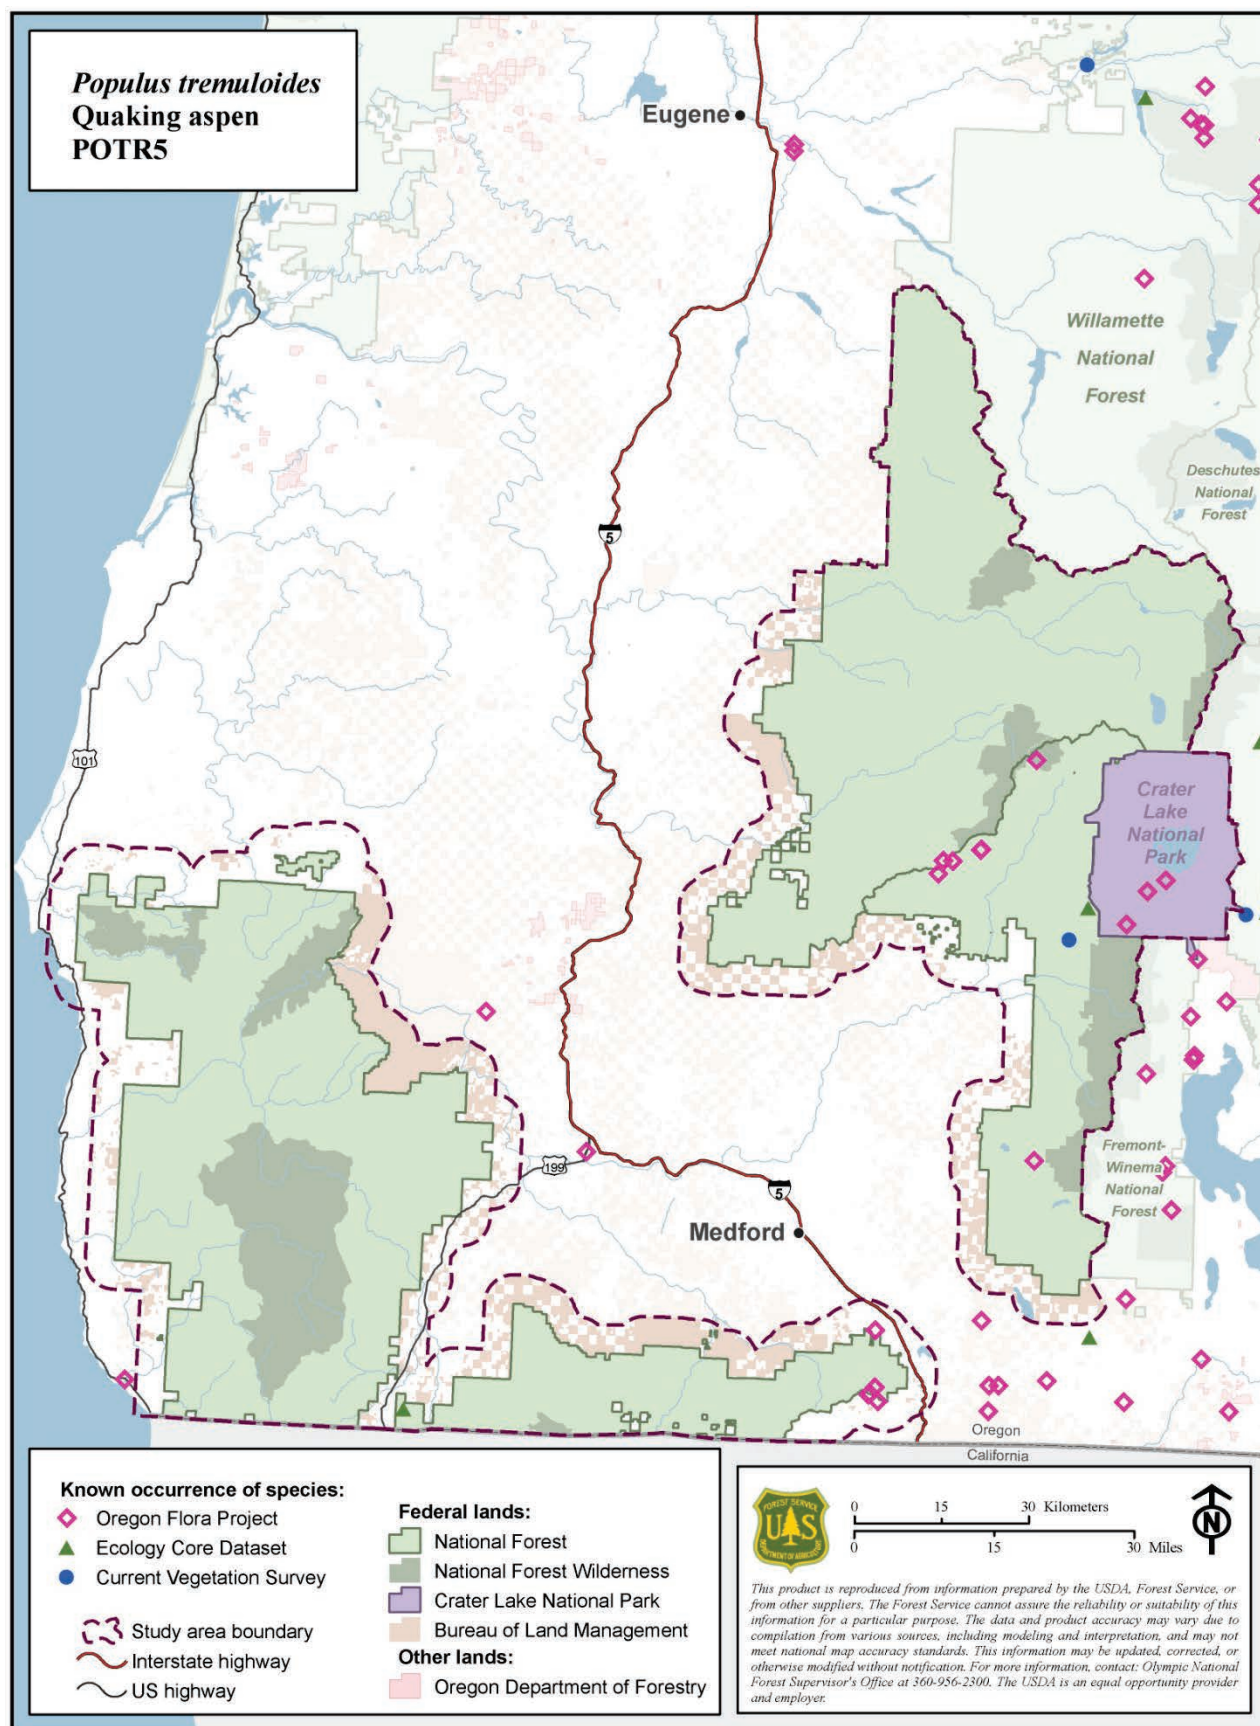 Populus tremuloides
Quaking aspen
POTR5
Eugene
Willamette
National
Forest
Deschutes
National
Forest
5
101
Crater
Lake
National
Park
199
5
Medford
Fremont-
Winema
National
Forest
Oregon
California
Known occurrence of species:
Oregon Flora Project
Ecology Core Dataset
Current Vegetation Survey
Study area boundary
Interstate highway
US highway
Federal lands:
National Forest
National Forest Wilderness
Crater Lake National Park
Bureau of Land Management
Other lands:
Oregon Department of Forestry
FOREST SERVICE
U S
DEPARTMENT OF AGRICULTURE
0 15 30 Kilometers
0 15 30 Miles
N
This product is reproduced from information prepared by the USDA, Forest Service, or
from other suppliers. The Forest Service cannot assure the reliability or suitability of this
information for a particular purpose. The data and product accuracy may vary due to
compilation from various sources, including modeling and interpretation, and may not
meet national map accuracy standards. This information may be updated, corrected, or
otherwise modified without notification. For more information, contact: Olympic National
Forest Supervisor's Office at 360-956-2300. The USDA is an equal opportunity provider
and employer.